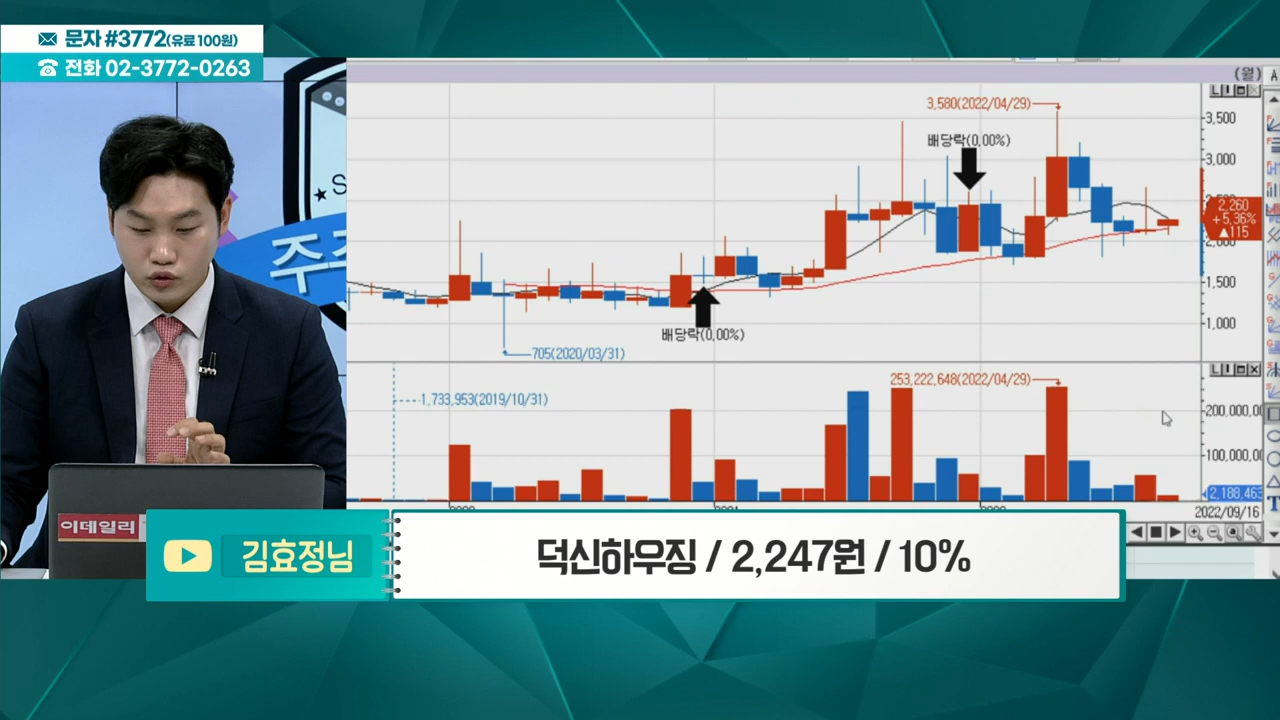 문자 #3772(유료 100원)
전화 02-3772-0263
(월)
A
3,580(2022/04/29)
배당락(0.00%)
3,500
3,000
2,260
+5.36%
▲115
2,000
1,500
1,000
배당락(0.00%)
705(2020/03/31)
253,222,648(2022/04/29)
1,733,953(2019/10/31)
200,000,00
100,000,00
2,188,463
2022/09/16
주
이데일리
김효정님
덕신하우징 / 2,247원 / 10%